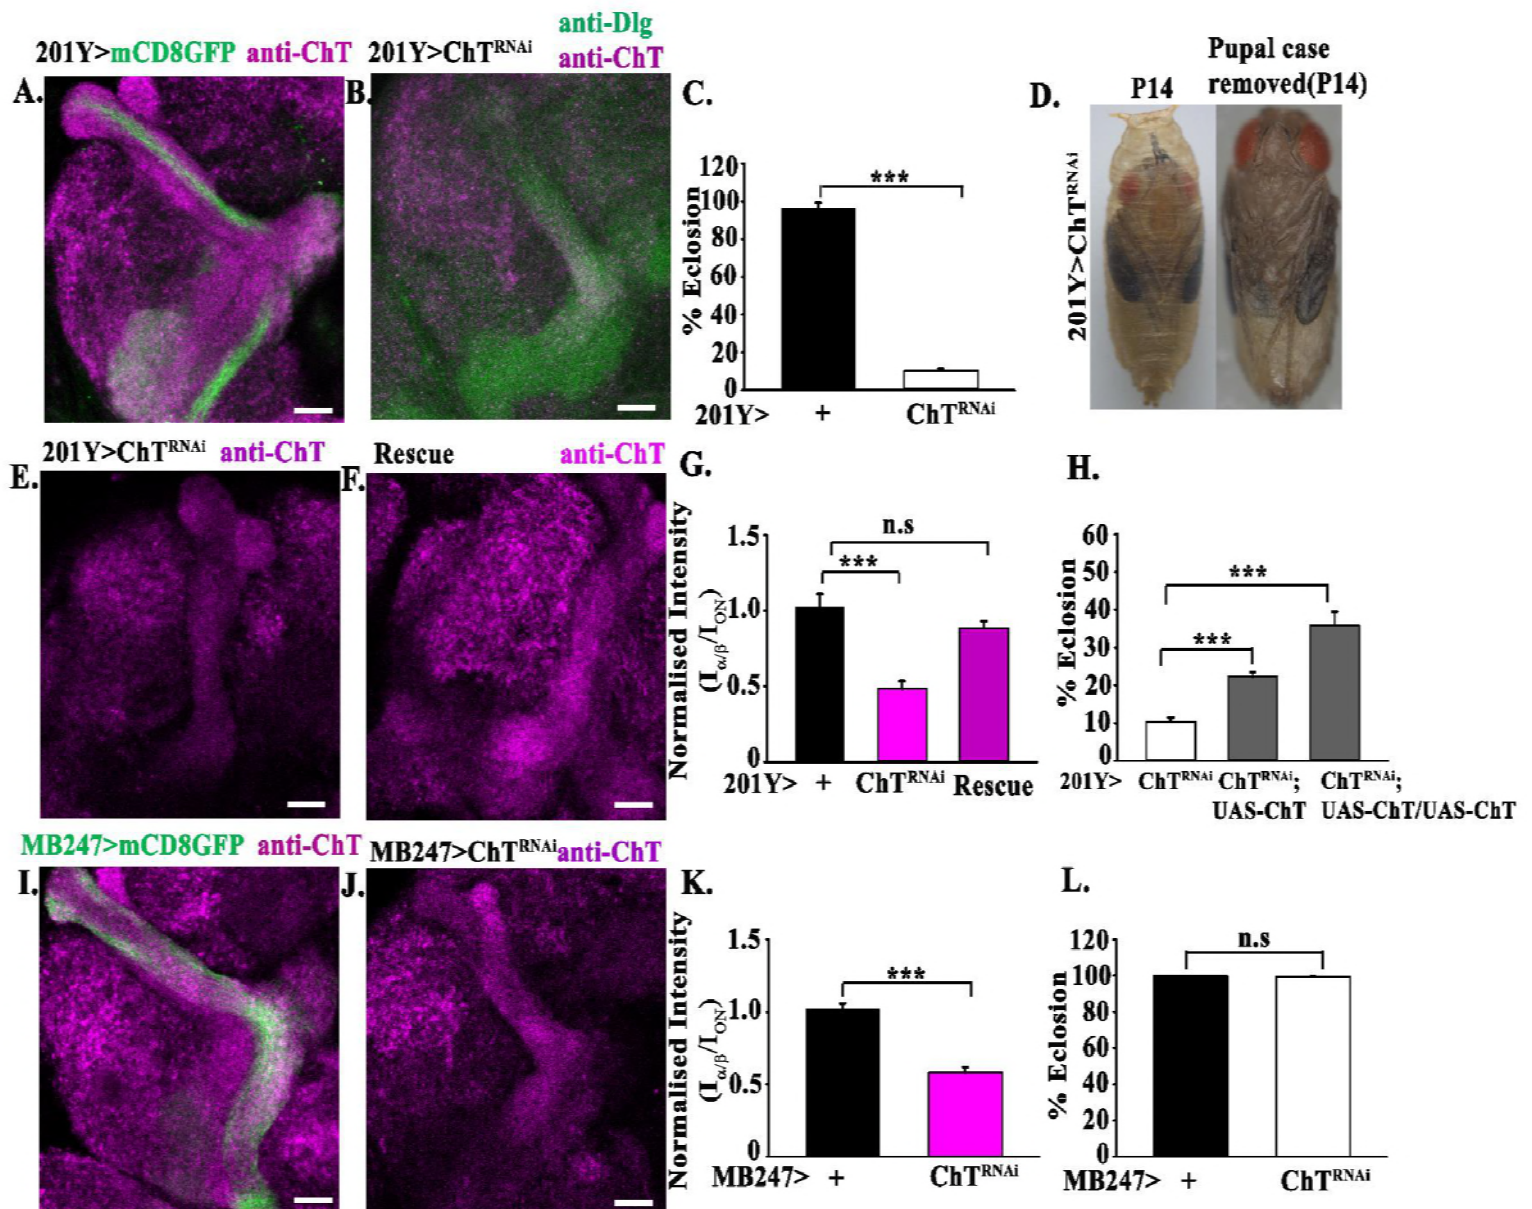 201Y>mCD8GFP anti-ChT
201Y>ChTRNAi
anti-Dlg
anti-ChT
Pupal case
removed(P14)
P14
A.
B.
C.
D.
% Eclosion
120
100
80
60
40
20
0
***
201Y> + ChTRNAi
201Y>ChTRNAi
201Y>ChTRNAi anti-ChT
Rescue anti-ChT
E.
F.
G.
H.
Normalised Intensity
(Iα/β/ION)
1.5
1.0
0.5
0
n.s
***
201Y> + ChTRNAi Rescue
% Eclosion
60
50
40
30
20
10
0
***
***
201Y> ChTRNAi ChTRNAi; ChTRNAi;
UAS-ChT UAS-ChT/UAS-ChT
MB247>mCD8GFP anti-ChT
MB247>ChTRNAi anti-ChT
I.
J.
K.
L.
Normalised Intensity
(Iα/β/ION)
1.5
1.0
0.5
0
***
MB247> + ChTRNAi
% Eclosion
120
100
80
60
40
20
0
n.s
MB247> + ChTRNAi